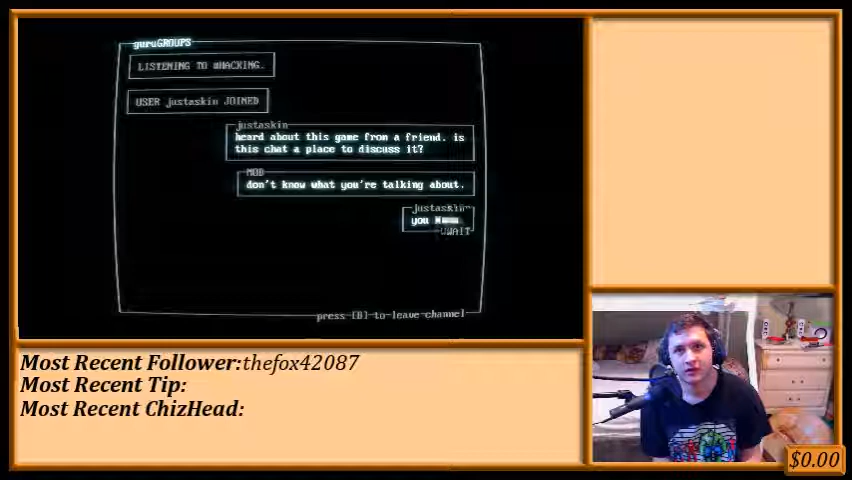 guruGROUPS
LISTENING TO #HACKING.
USER justaskin JOINED
justaskin
heard about this game from a friend. is
this chat a place to discuss it?
MOD
don't know what you're talking about.
justaskin
you
WAIT
press [B] to leave channel
Most Recent Follower:thefox42087
Most Recent Tip:
Most Recent ChizHead:
$0.00